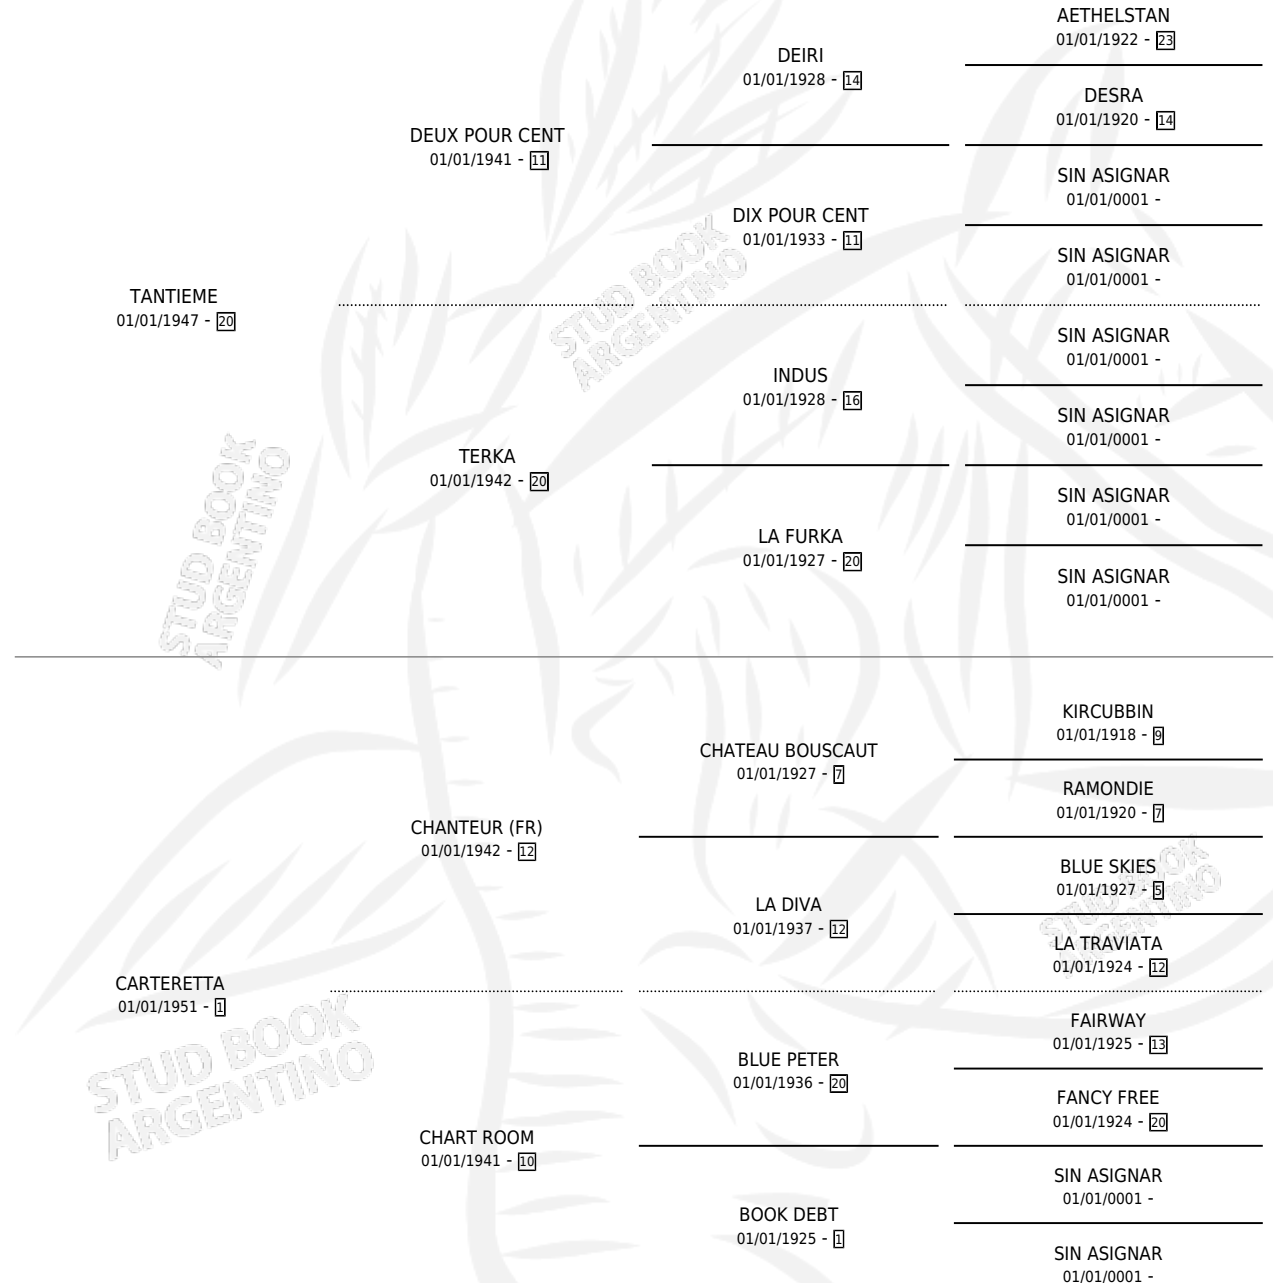 AETHELSTAN
01/01/1922 - 23
DEIRI
01/01/1928 - 14
DESRA
01/01/1920 - 14
DEUX POUR CENT
01/01/1941 - 11
SIN ASIGNAR
01/01/0001 -
DIX POUR CENT
01/01/1933 - 11
SIN ASIGNAR
01/01/0001 -
TANTIEME
01/01/1947 - 20
STUD BOOK
ARGENTINO
SIN ASIGNAR
01/01/0001 -
INDUS
01/01/1928 - 16
SIN ASIGNAR
01/01/0001 -
TERKA
01/01/1942 - 20
SIN ASIGNAR
01/01/0001 -
LA FURKA
01/01/1927 - 20
SIN ASIGNAR
01/01/0001 -
STUD BOOK
ARGENTINO
KIRCUBBIN
01/01/1918 - 9
CHATEAU BOUSCAUT
01/01/1927 - 7
RAMONDIE
01/01/1920 - 7
CHANTEUR (FR)
01/01/1942 - 12
BLUE SKIES
01/01/1927 - 5
LA DIVA
01/01/1937 - 12
LA TRAVIATA
01/01/1924 - 12
STUD BOOK
ARGENTINO
CARTERETTA
01/01/1951 - 1
FAIRWAY
01/01/1925 - 13
BLUE PETER
01/01/1936 - 20
FANCY FREE
01/01/1924 - 20
STUD BOOK
ARGENTINO
CHART ROOM
01/01/1941 - 10
SIN ASIGNAR
01/01/0001 -
BOOK DEBT
01/01/1925 - 1
SIN ASIGNAR
01/01/0001 -